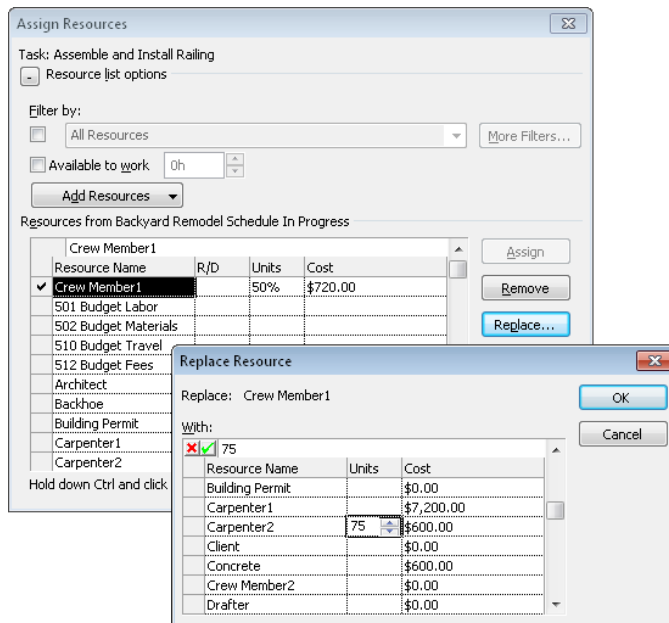 Assign Resources
Task: Assemble and Install Railing
- Resource list options
Filter by:
All Resources More Filters...
Available to work 0h
Add Resources
Resources from Backyard Remodel Schedule In Progress
Crew Member1 Assign
Resource Name R/D Units Cost
Crew Member1 50% $720.00 Remove
501 Budget Labor
502 Budget Materials Replace...
510 Budget Travel
512 Budget Fees
Architect
Backhoe
Building Permit
Carpenter1
Carpenter2
Hold down Ctrl and click
Replace Resource
Replace: Crew Member1 OK
With: Cancel
75
Resource Name Units Cost
Building Permit $0.00
Carpenter1 $7,200.00
Carpenter2 75 $600.00
Client $0.00
Concrete $600.00
Crew Member2 $0.00
Drafter $0.00